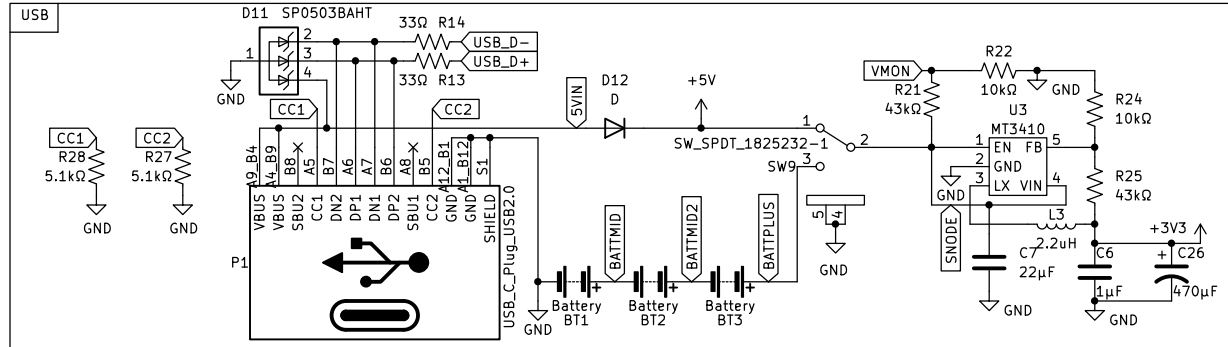 USB
D11 SP0503BAHT
1
2
3
4
GND
33Ω R14
USB_D-
USB_D+
33Ω R13
CC1
R28
5.1kΩ
GND
CC2
R27
5.1kΩ
GND
CC1
CC2
A9_B4
A4_B9
B8
A5
B7
A6
A7
B6
A8
B5
A12_B1
A1_B12
S1
VBUS
VBUS
SBU2
CC1
DN2
DP1
DN1
DP2
SBU1
CC2
GND
GND
SHIELD
P1
USB_C_Plug_USB2.0
5VIN
D12
D
+5V
SW_SPDT_1825232-1
1
2
3
SW9
5
4
GND
GND
BATTMID
BATTMID2
BATTPLUS
+
+
+
Battery
BT1
Battery
BT2
Battery
BT3
VMON
R21
43kΩ
R22
10kΩ
GND
R24
10kΩ
U3
MT3410
1 EN FB 5
2 GND
3 LX VIN 4
GND
R25
43kΩ
SNODE
L3
2.2uH
C7
22µF
GND
C6
1µF
GND
+3V3
+
C26
470µF